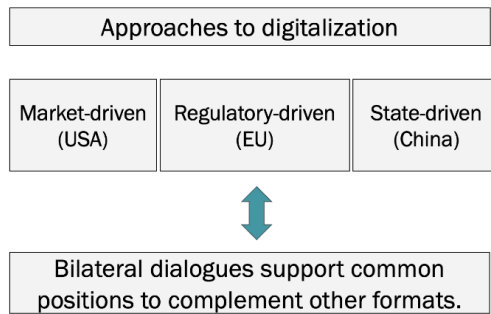 Approaches to digitalization
Market-driven
(USA)
Regulatory-driven
(EU)
State-driven
(China)
Bilateral dialogues support common
positions to complement other formats.